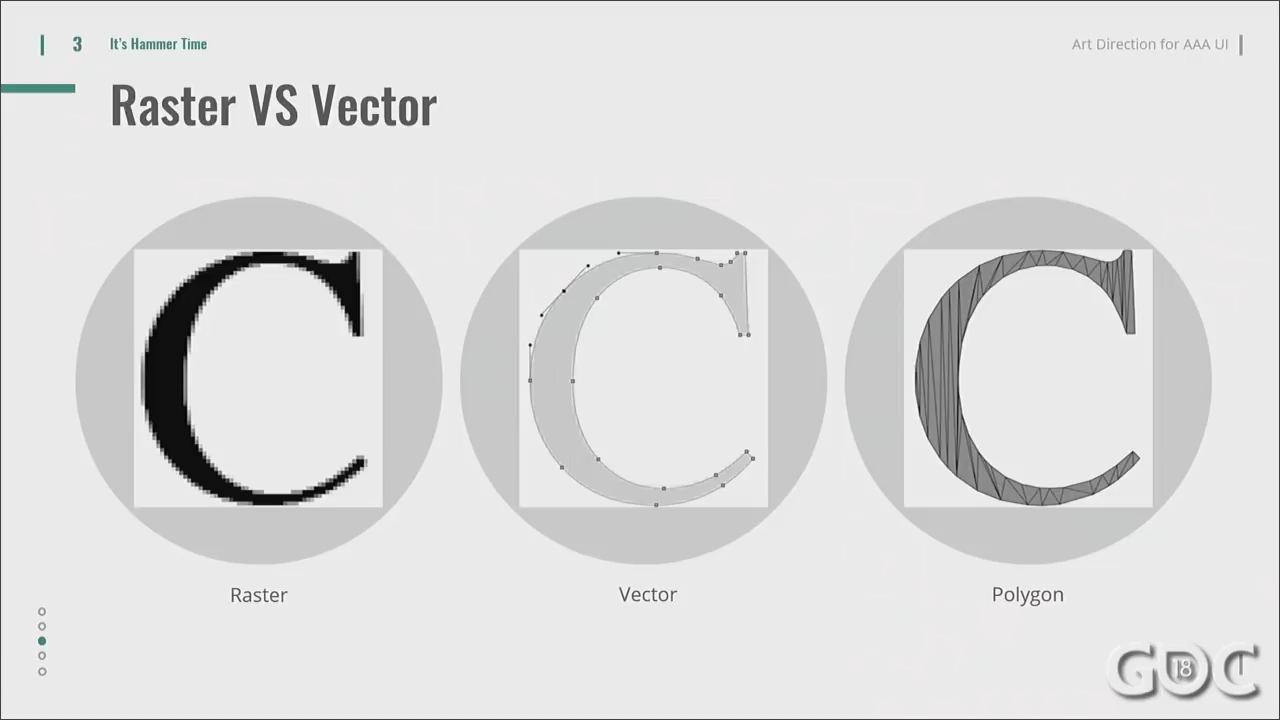 3 It's Hammer Time
Art Direction for AAA UI
Raster VS Vector
C C C
Raster Vector Polygon
GDC 18